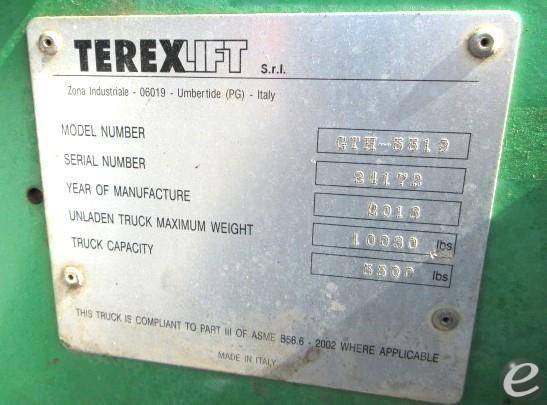 TEREXLIFT S.r.l.
Zona Industriale - 06019 - Umbertide (PG) - Italy
MODEL NUMBER GTH-5519
SERIAL NUMBER 24172
YEAR OF MANUFACTURE 2013
UNLADEN TRUCK MAXIMUM WEIGHT 10030 lbs
TRUCK CAPACITY 5500 lbs
THIS TRUCK IS COMPLIANT TO PART III OF ASME B56.6 - 2002 WHERE APPLICABLE
MADE IN ITALY
e